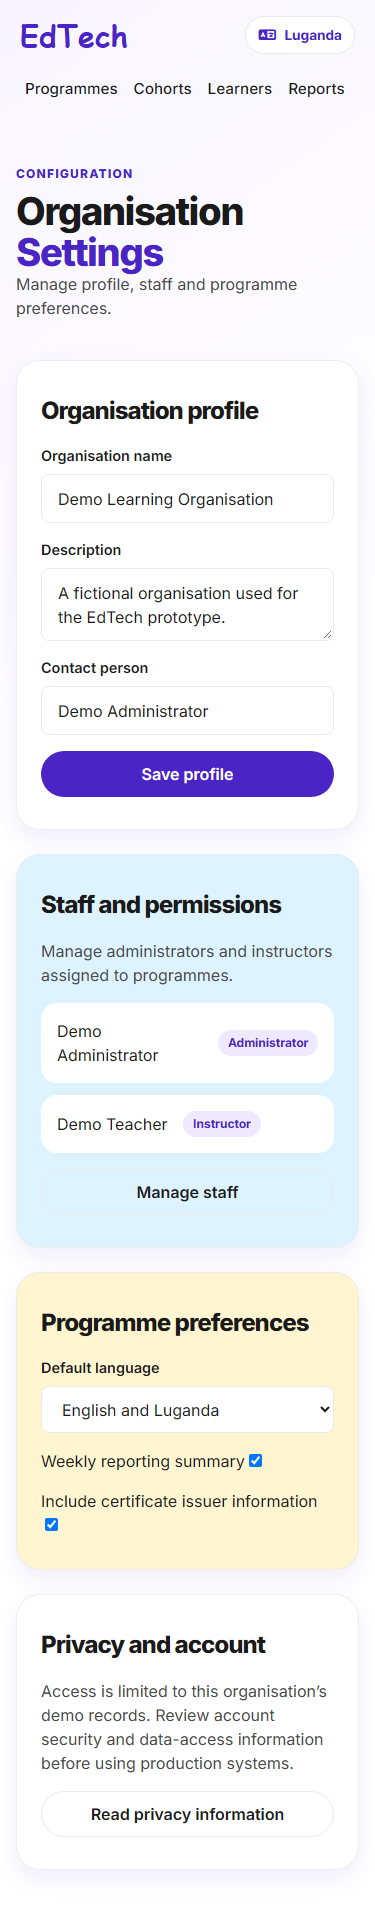 EdTech
Luganda
Programmes Cohorts Learners Reports
CONFIGURATION
Organisation
Settings
Manage profile, staff and programme
preferences.
Organisation profile
Organisation name
Demo Learning Organisation
Description
A fictional organisation used for
the EdTech prototype.
Contact person
Demo Administrator
Save profile
Staff and permissions
Manage administrators and instructors
assigned to programmes.
Demo
Administrator
Administrator
Demo Teacher
Instructor
Manage staff
Programme preferences
Default language
English and Luganda
Weekly reporting summary
Include certificate issuer information
Privacy and account
Access is limited to this organisation’s
demo records. Review account
security and data-access information
before using production systems.
Read privacy information